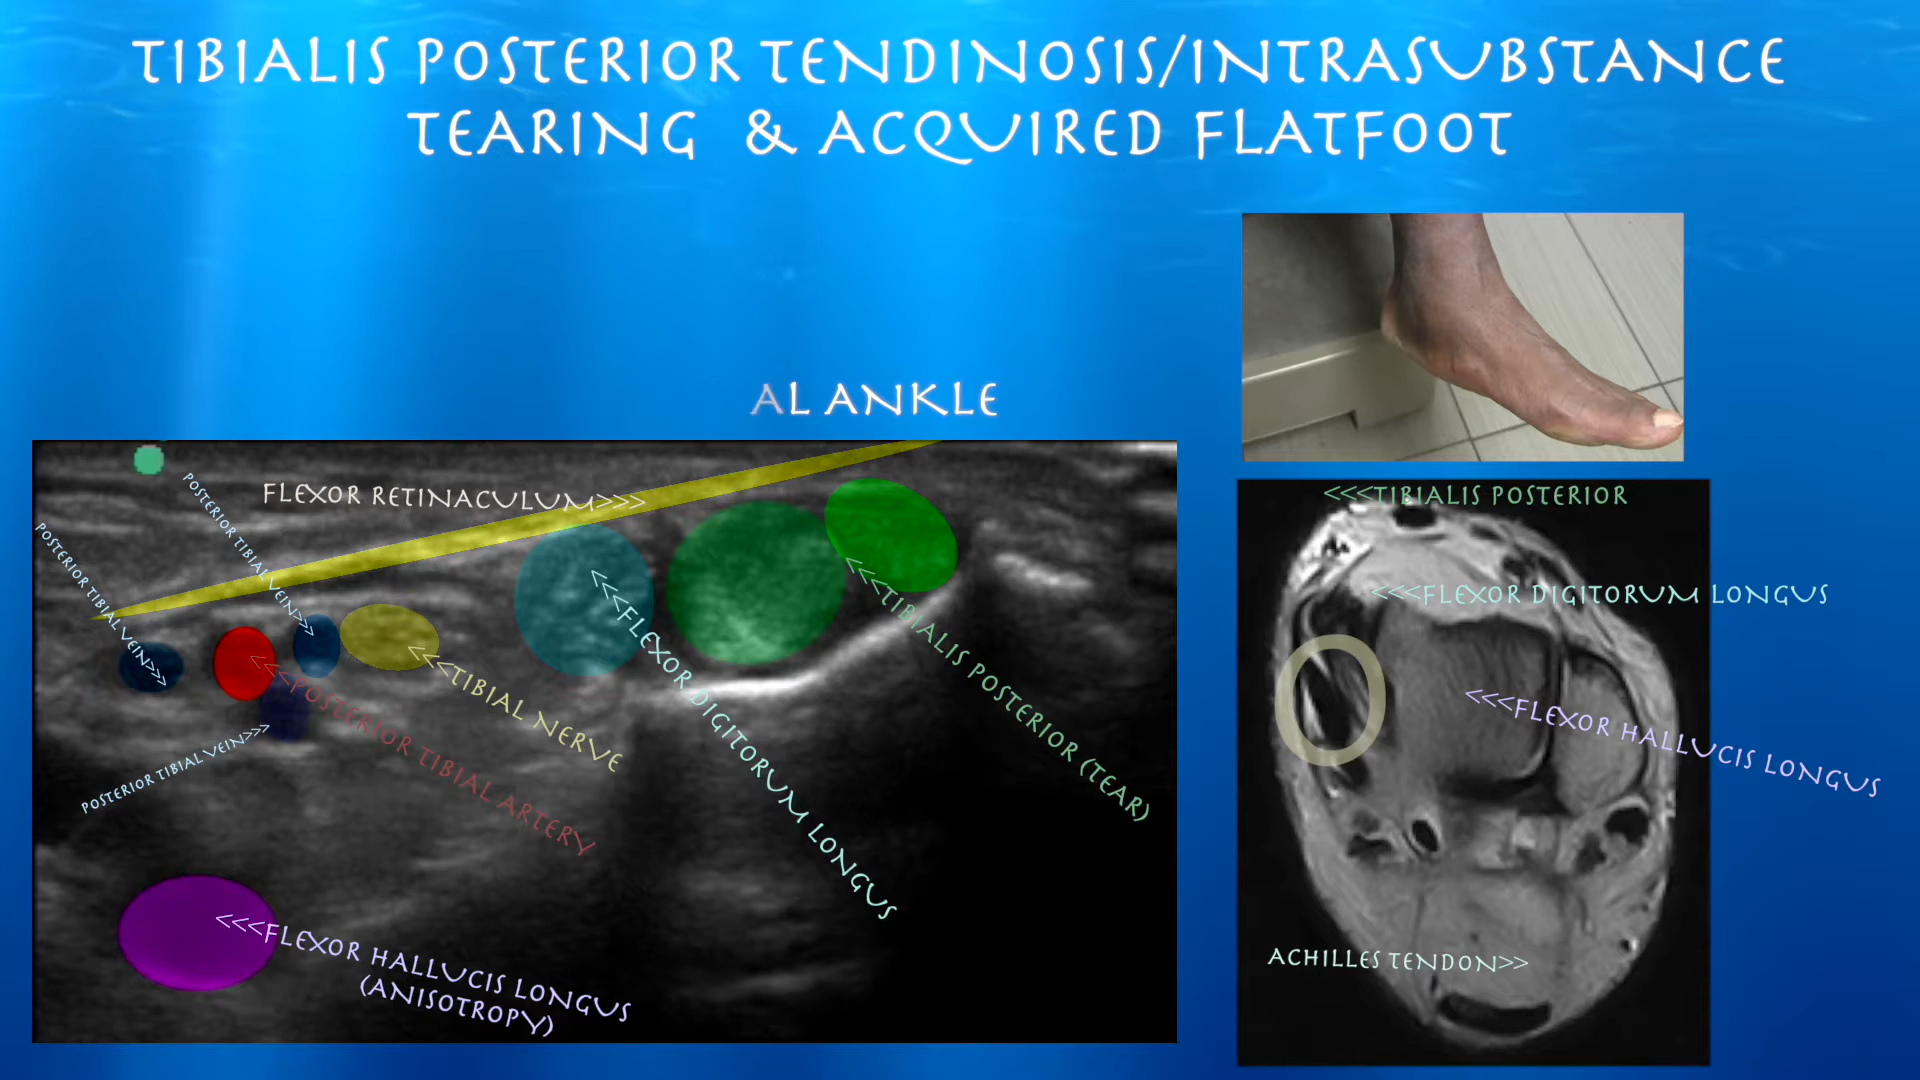 TIBIALIS POSTERIOR TENDINOSIS/INTRASUBSTANCE
TEARING & ACQUIRED FLATFOOT
AL ANKLE
FLEXOR RETINACULUM>>>
POSTERIOR TIBIAL VEIN>>>
POSTERIOR TIBIAL VEIN>>>
POSTERIOR TIBIAL VEIN>>>
<<<POSTERIOR TIBIAL ARTERY
<<<TIBIAL NERVE
<<<FLEXOR DIGITORUM LONGUS
<<<TIBIALIS POSTERIOR (TEAR)
<<<FLEXOR HALLUCIS LONGUS
(ANISOTROPY)
<<<TIBIALIS POSTERIOR
<<<FLEXOR DIGITORUM LONGUS
<<<FLEXOR HALLUCIS LONGUS
ACHILLES TENDON>>